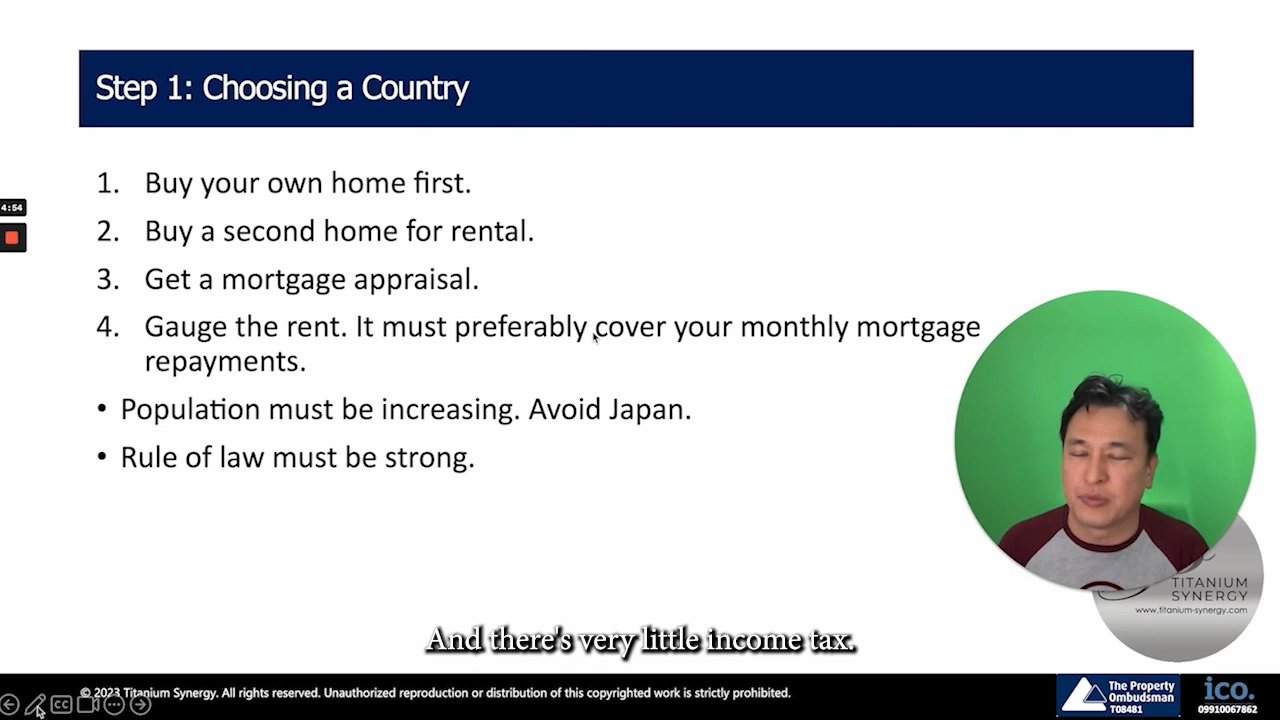 Step 1: Choosing a Country
1. Buy your own home first.
2. Buy a second home for rental.
3. Get a mortgage appraisal.
4. Gauge the rent. It must preferably cover your monthly mortgage
repayments.
• Population must be increasing. Avoid Japan.
• Rule of law must be strong.
4:54
TITANIUM
SYNERGY
www.titanium-synergy.com
And there's very little income tax.
© 2023 Titanium Synergy. All rights reserved. Unauthorized reproduction or distribution of this copyrighted work is strictly prohibited.
CC
The Property
Ombudsman
T08481
ico.
09910067862